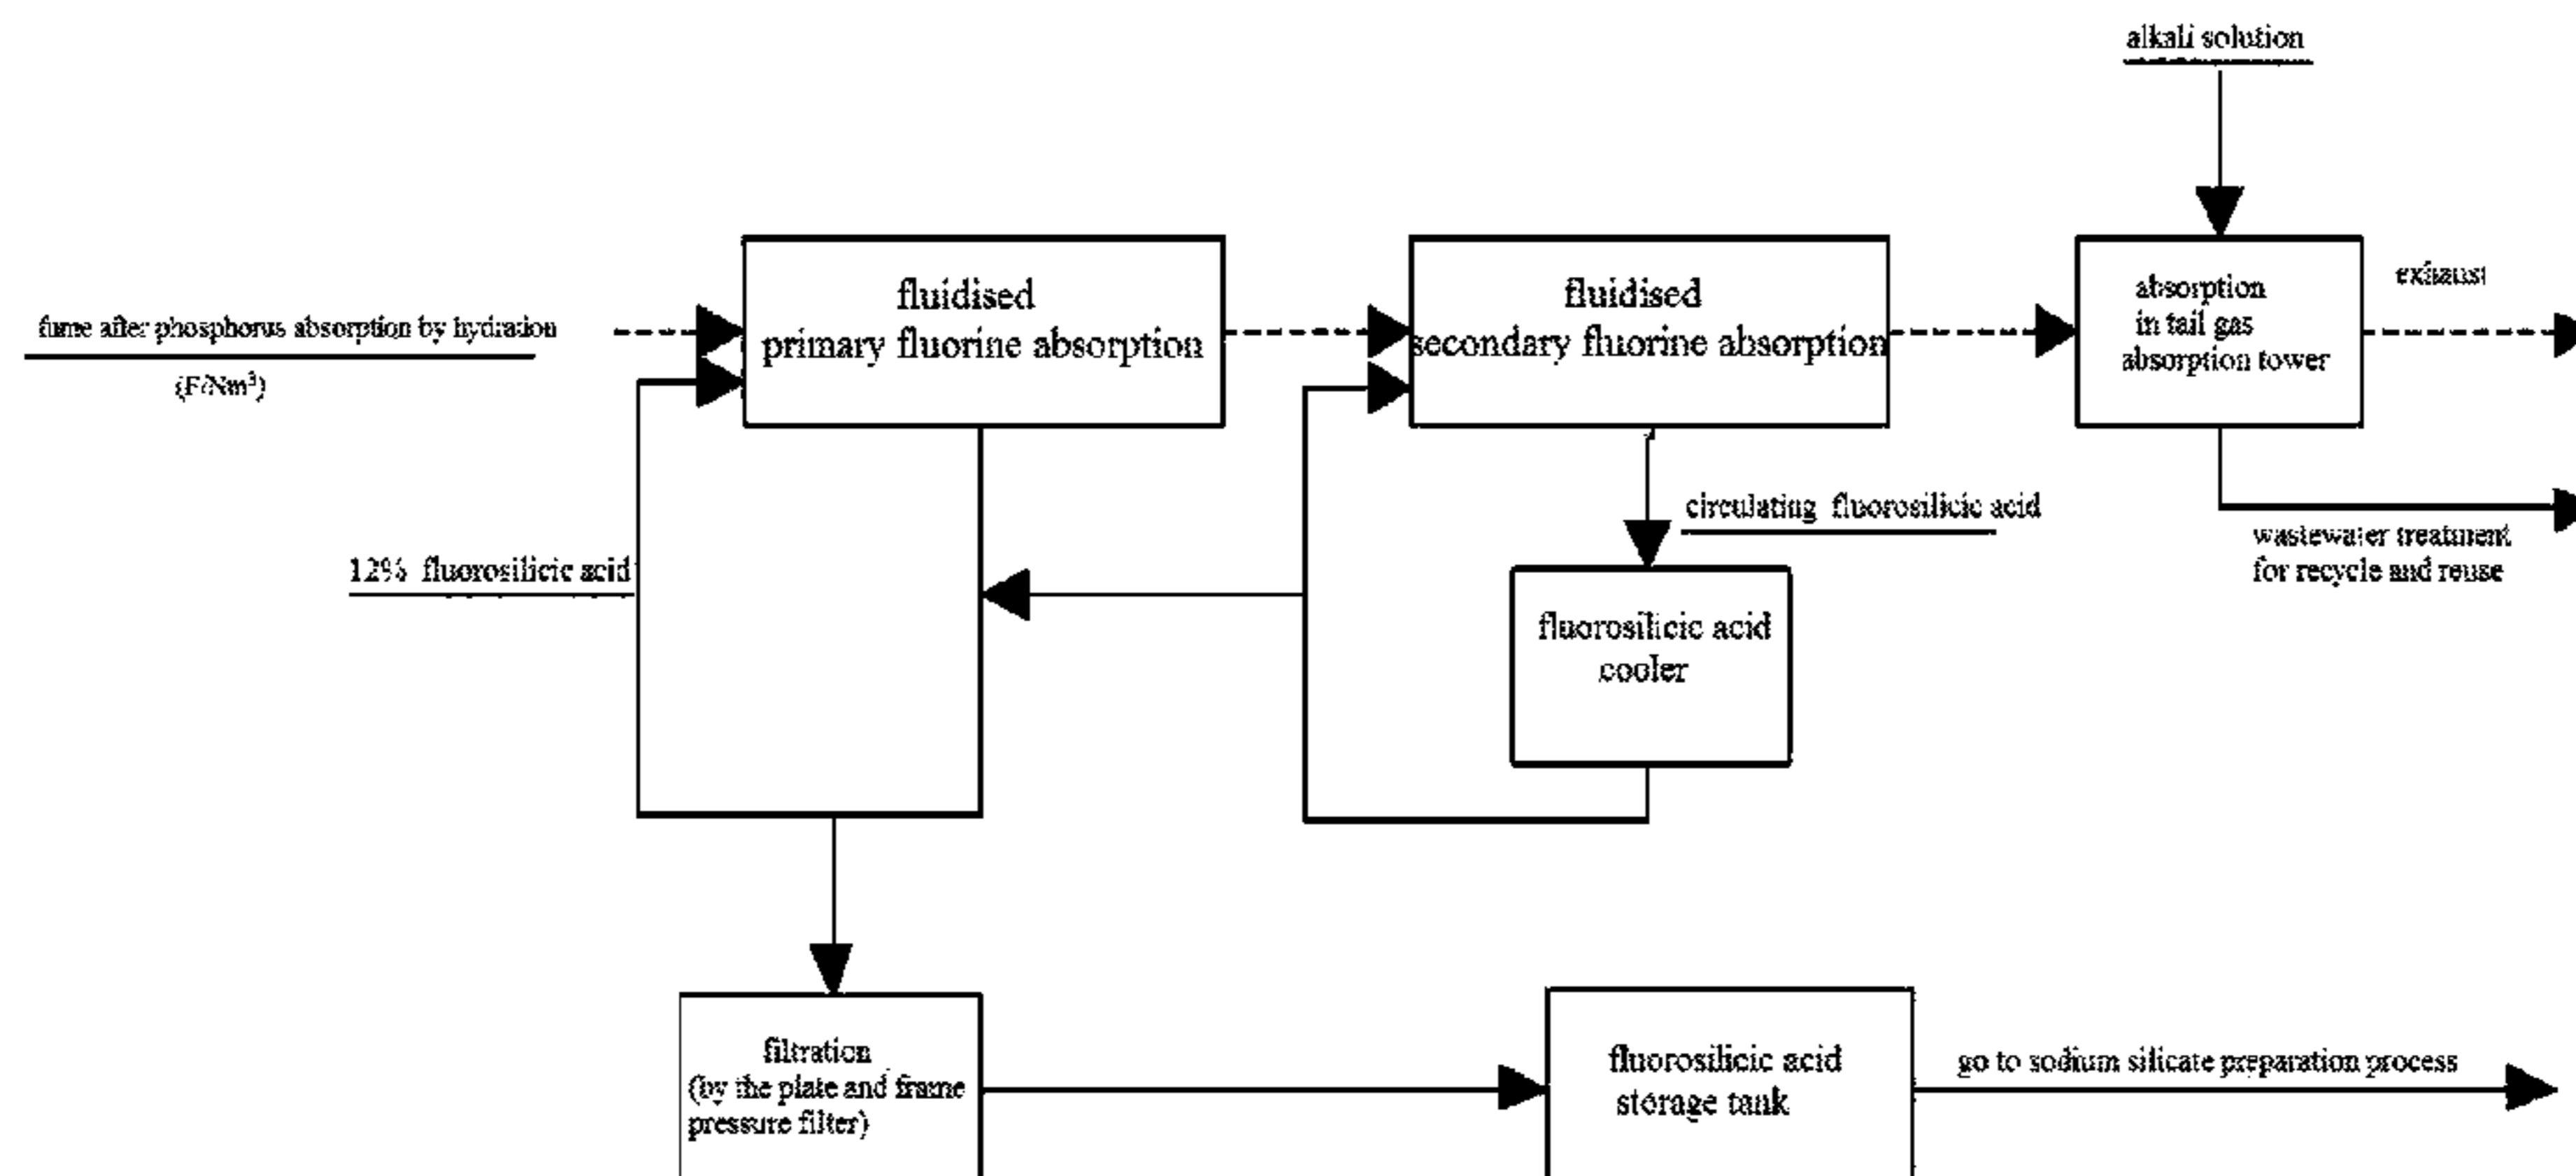 alkali solution
fluidised
primary fluorine absorption
fluidised
secondary fluorine absorption
absorption
in tail gas
absorption tower
exhaust
fume after phosphorus absorption by hydration
(F/Nm³)
circulating fluorosilicic acid
wastewater treatment
for recycle and reuse
12% fluorosilicic acid
fluorosilicic acid
cooler
filtration
(by the plate and frame
pressure filter)
fluorosilicic acid
storage tank
go to sodium silicate preparation process